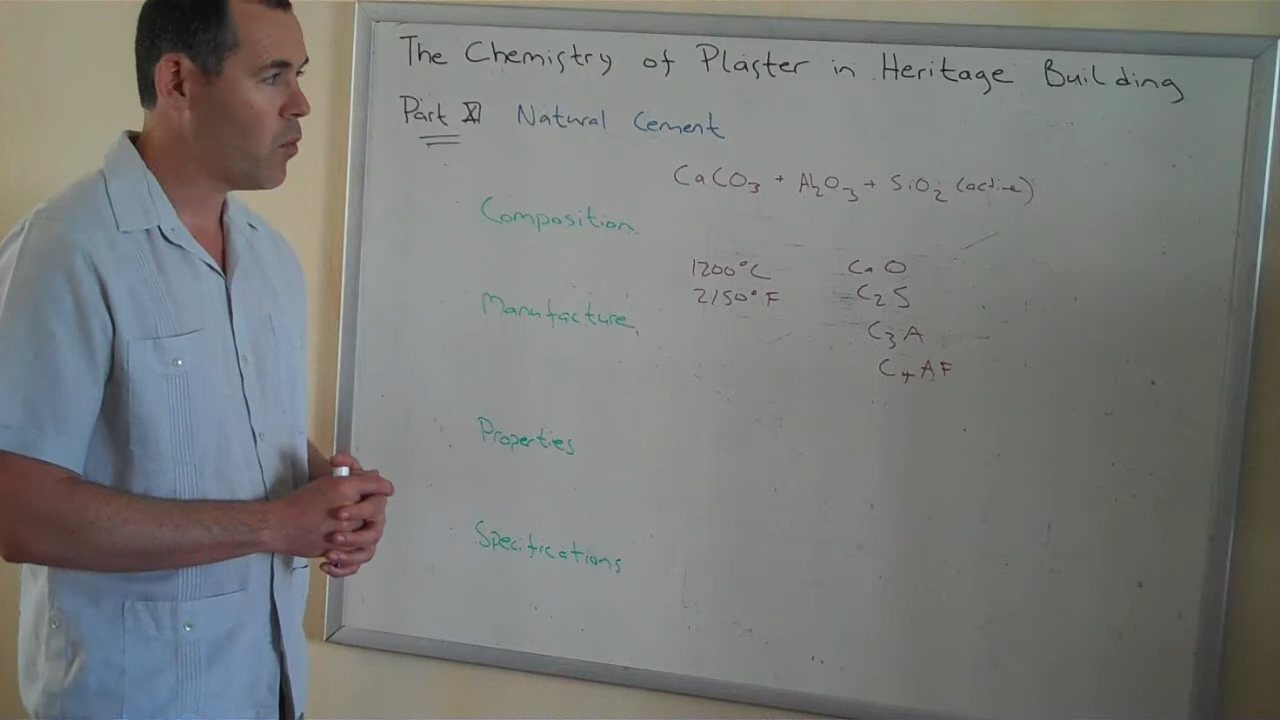 The Chemistry of Plaster in Heritage Building
Part XI Natural Cement
CaCO₃ + Al₂O₃ + SiO₂ (active)
Composition
1200°C CaO
2150°F C₂S
Manufacture
C₃A
C₄AF
Properties
Specifications